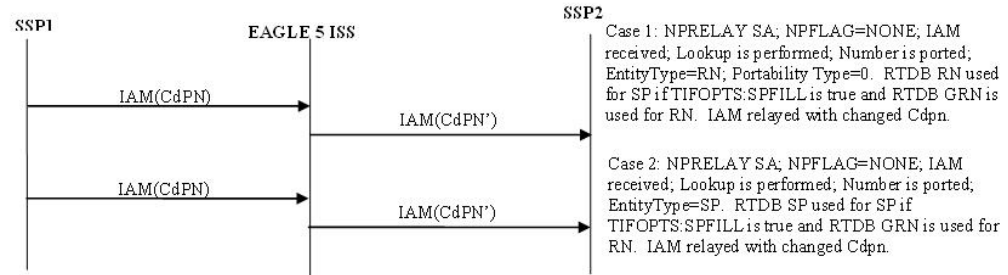 SSP1
EAGLE 5 ISS
SSP2
Case 1: NPRELAY SA; NPFLAG=NONE; IAM
received; Lookup is performed; Number is ported;
EntityType=RN; Portability Type=0. RTDB RN used
for SP if TIFOPTS:SPFILL is true and RTDB GRN is
used for RN. IAM relayed with changed Cdpn.
IAM(CdPN)
IAM(CdPN’)
Case 2: NPRELAY SA; NPFLAG=NONE; IAM
received; Lookup is performed; Number is ported;
EntityType=SP. RTDB SP used for SP if
TIFOPTS:SPFILL is true and RTDB GRN is used for
RN. IAM relayed with changed Cdpn.
IAM(CdPN)
IAM(CdPN’)